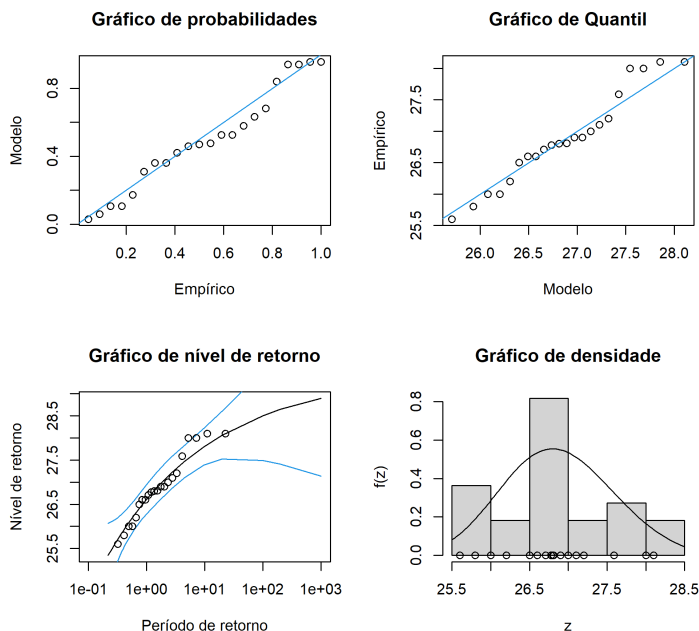 Gráfico de probabilidades
Modelo
0.0 0.4 0.8
0.2 0.4 0.6 0.8 1.0
Empírico
Gráfico de Quantil
Empírico
25.5 26.5 27.5
26.0 26.5 27.0 27.5 28.0
Modelo
Gráfico de nível de retorno
Nível de retorno
25.5 26.5 27.5 28.5
1e-01 1e+00 1e+01 1e+02 1e+03
Período de retorno
Gráfico de densidade
f(z)
0.0 0.2 0.4 0.6 0.8
25.5 26.5 27.5 28.5
z